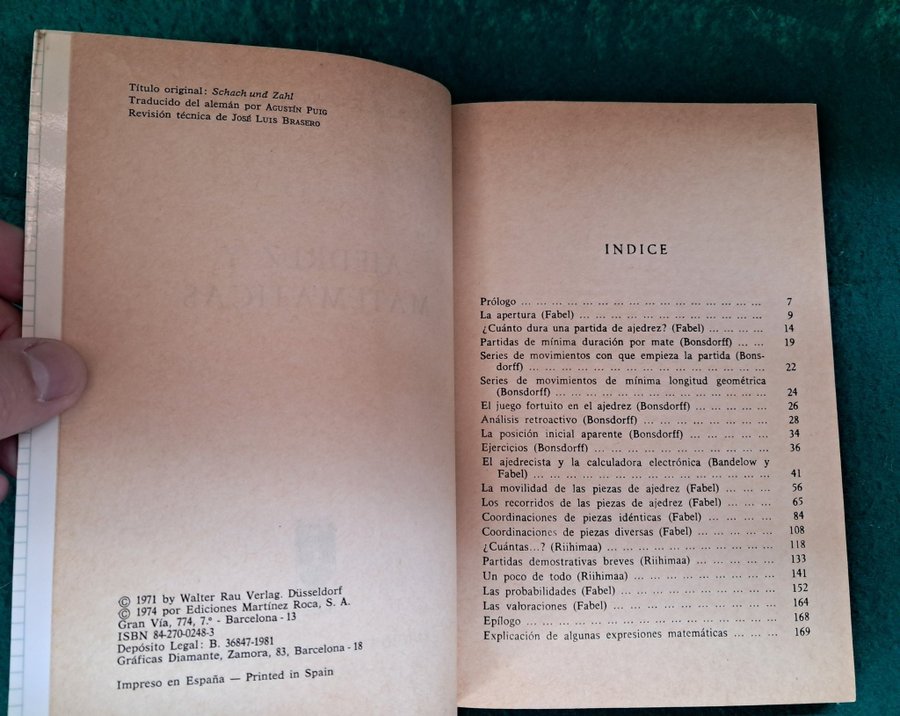 Título original: Schach und Zahl
Traducido del alemán por AGUSTÍN PUIG
Revisión técnica de JOSÉ LUIS BRASERO
© 1971 by Walter Rau Verlag. Düsseldorf
© 1974 por Ediciones Martínez Roca, S. A.
Gran Vía, 774, 7.º - Barcelona - 13
ISBN 84-270-0248-3
Depósito Legal: B. 36847-1981
Gráficas Diamante, Zamora, 83, Barcelona - 18
Impreso en España — Printed in Spain
INDICE
Prólogo ... ... ... ... ... ... ... ... ... ... ... ... ... ... 7
La apertura (Fabel) ... ... ... ... ... ... ... ... ... ... ... 9
¿Cuánto dura una partida de ajedrez? (Fabel) ... ... ... ... 14
Partidas de mínima duración por mate (Bonsdorff) ... ... 19
Series de movimientos con que empieza la partida (Bons-
dorff) ... ... ... ... ... ... ... ... ... ... ... ... ... 22
Series de movimientos de mínima longitud geométrica
(Bonsdorff) ... ... ... ... ... ... ... ... ... ... ... 24
El juego fortuito en el ajedrez (Bonsdorff) ... ... ... ... 26
Análisis retroactivo (Bonsdorff) ... ... ... ... ... ... ... 28
La posición inicial aparente (Bonsdorff) ... ... ... ... ... 34
Ejercicios (Bonsdorff) ... ... ... ... ... ... ... ... ... ... 36
El ajedrecista y la calculadora electrónica (Bandelow y
Fabel) ... ... ... ... ... ... ... ... ... ... ... ... ... 41
La movilidad de las piezas de ajedrez (Fabel) ... ... ... 56
Los recorridos de las piezas de ajedrez (Fabel) ... ... ... 65
Coordinaciones de piezas idénticas (Fabel) ... ... ... ... 84
Coordinaciones de piezas diversas (Fabel) ... ... ... ... 108
¿Cuántas...? (Riihimaa) ... ... ... ... ... ... ... ... ... 118
Partidas demostrativas breves (Riihimaa) ... ... ... ... ... 133
Un poco de todo (Riihimaa) ... ... ... ... ... ... ... ... 141
Las probabilidades (Fabel) ... ... ... ... ... ... ... ... 152
Las valoraciones (Fabel) ... ... ... ... ... ... ... ... ... 164
Epílogo ... ... ... ... ... ... ... ... ... ... ... ... ... ... 168
Explicación de algunas expresiones matemáticas ... ... ... 169